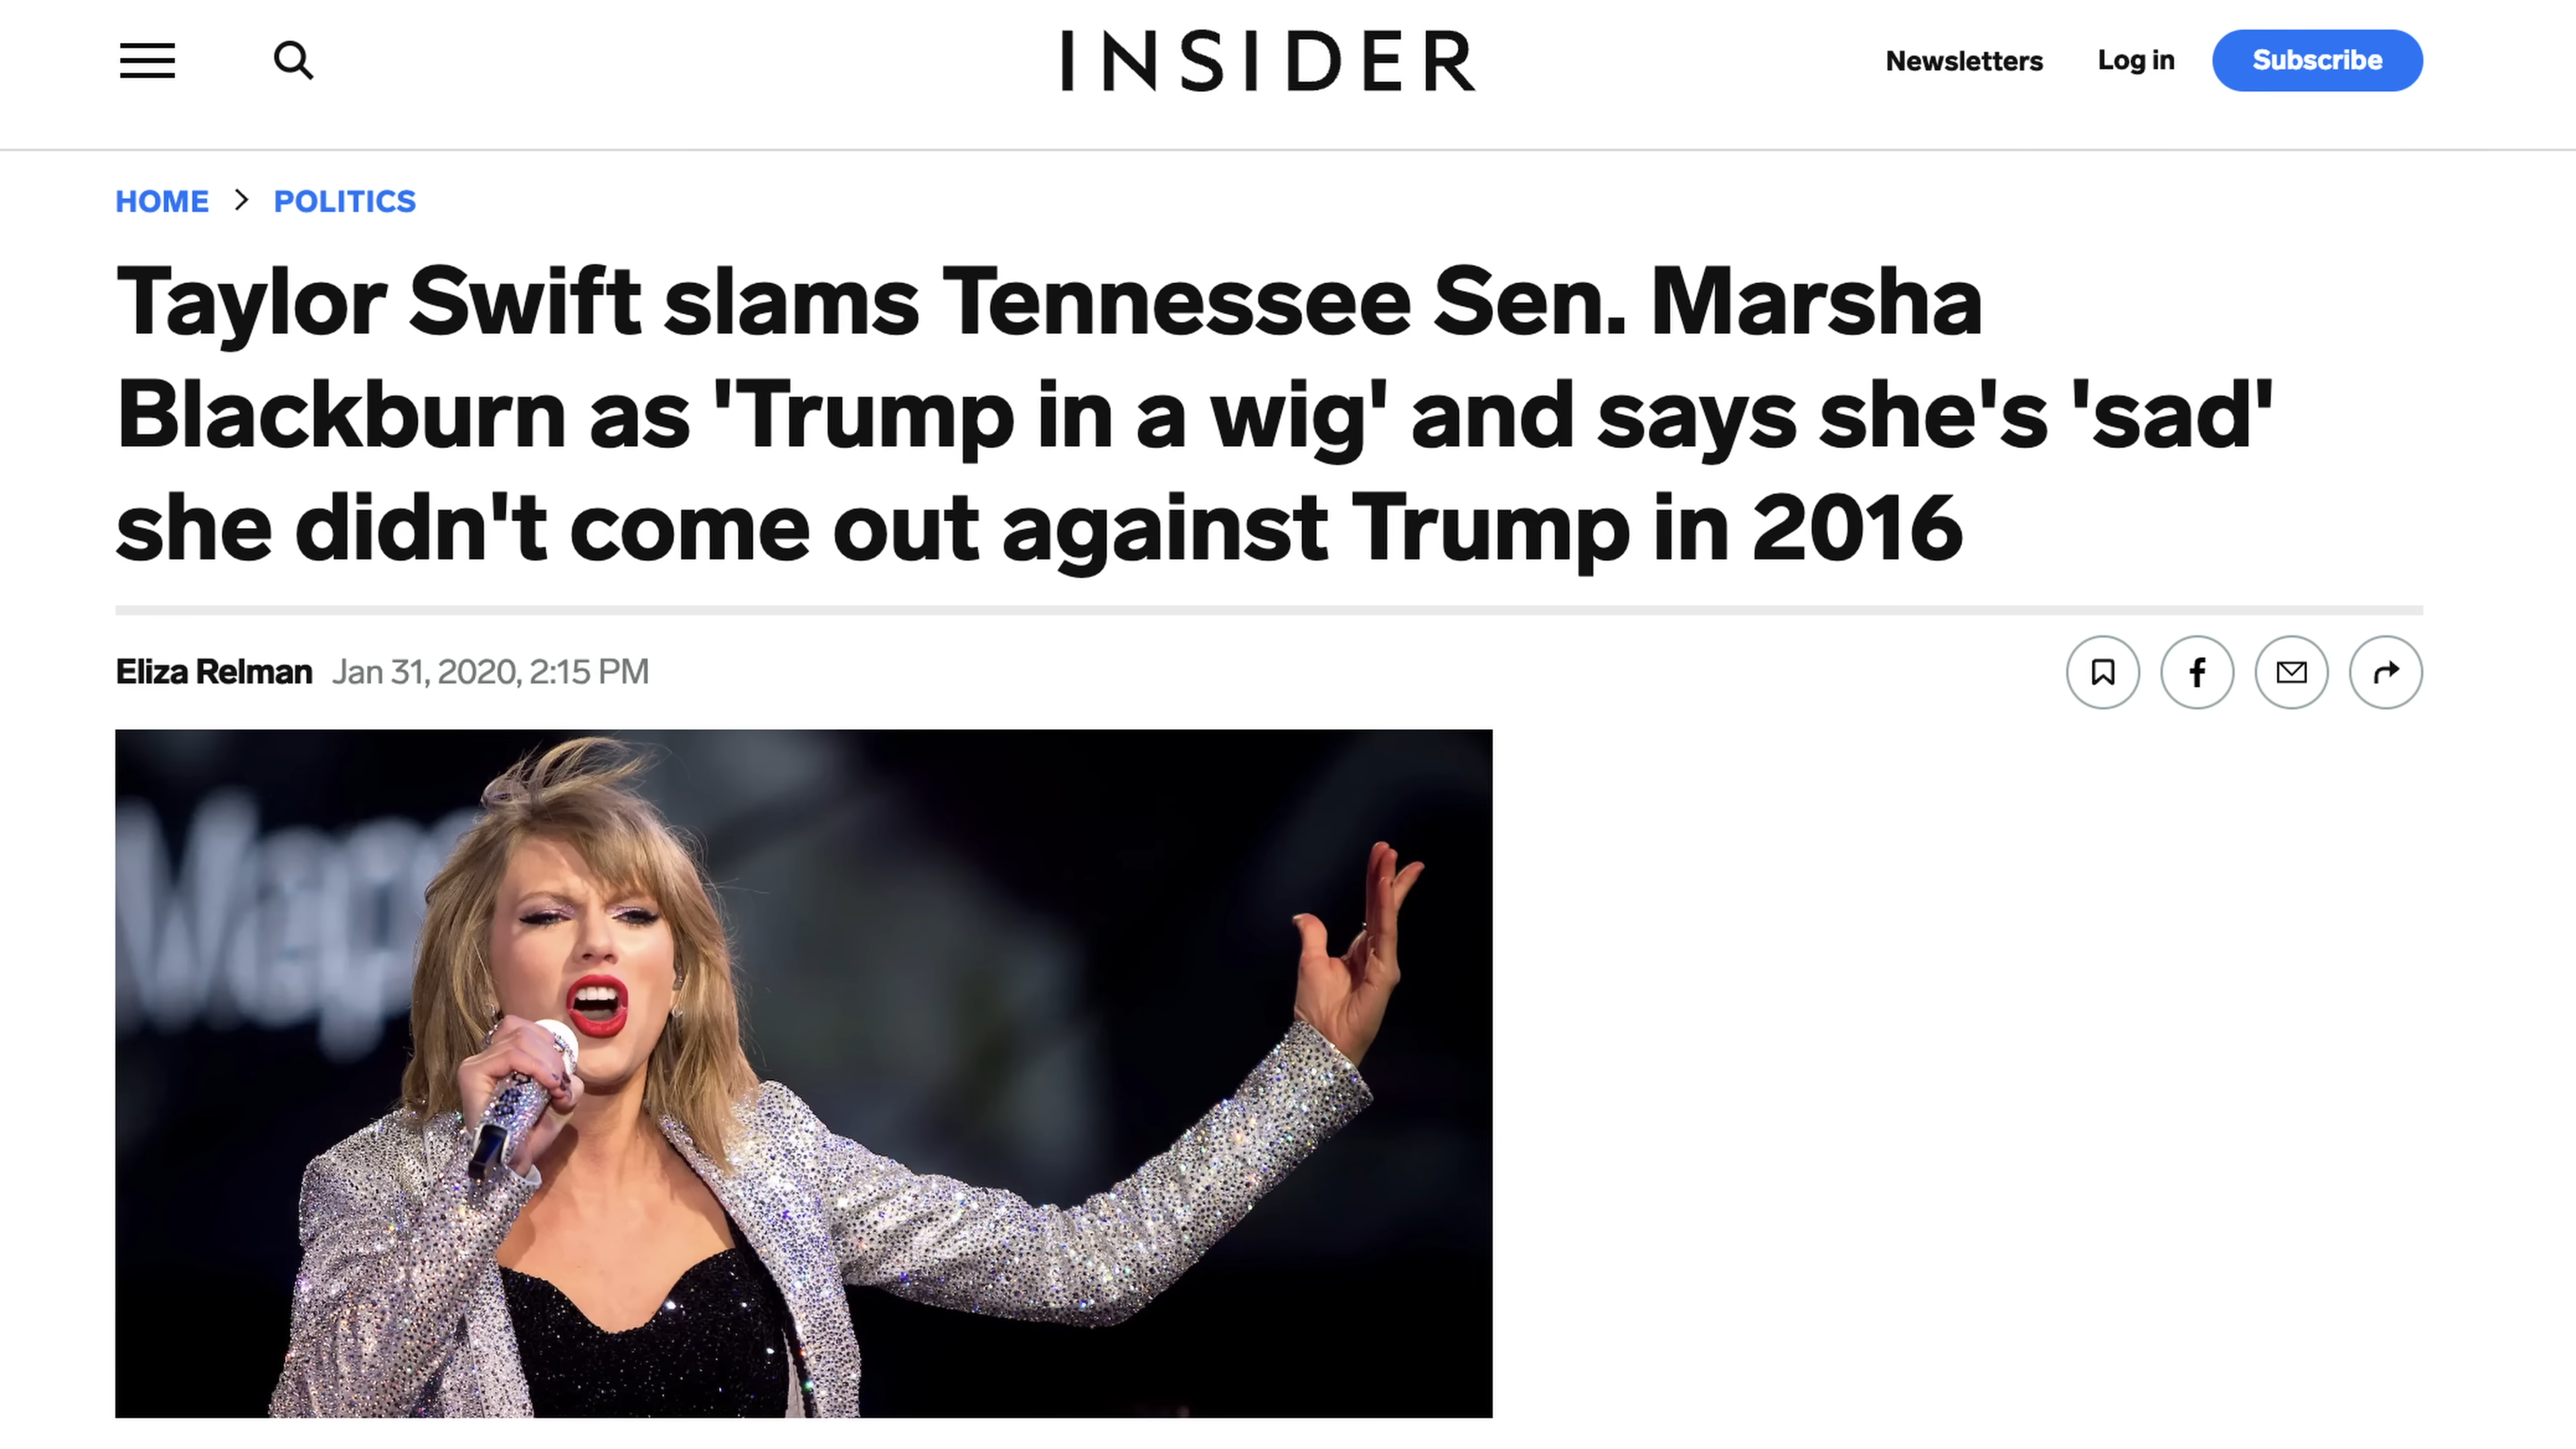 INSIDER
Newsletters
Log in
Subscribe
HOME > POLITICS
Taylor Swift slams Tennessee Sen. Marsha
Blackburn as 'Trump in a wig' and says she's 'sad'
she didn't come out against Trump in 2016
Eliza Relman Jan 31, 2020, 2:15 PM